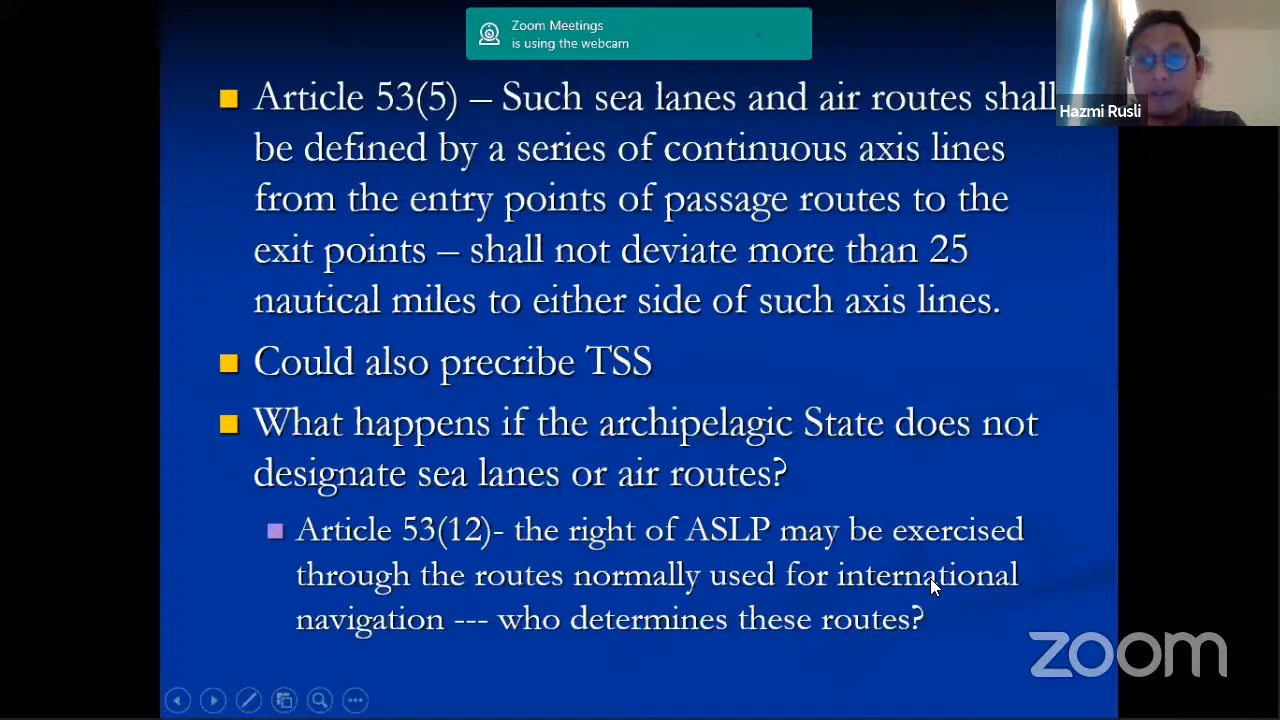 Zoom Meetings
is using the webcam
Article 53(5) – Such sea lanes and air routes shall
be defined by a series of continuous axis lines
from the entry points of passage routes to the
exit points – shall not deviate more than 25
nautical miles to either side of such axis lines.
Could also precribe TSS
What happens if the archipelagic State does not
designate sea lanes or air routes?
Article 53(12)- the right of ASLP may be exercised
through the routes normally used for international
navigation --- who determines these routes?
Hazmi Rusli
zoom